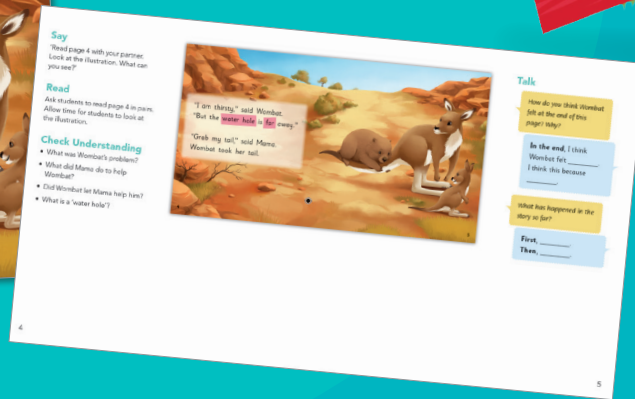 Say
'Read page 4 with your partner.
Look at the illustration. What can
you see?'
Read
Ask students to read page 4 in pairs.
Allow time for students to look at
the illustration.
Check Understanding
• What was Wombat's problem?
• What did Mama do to help
Wombat?
• Did Wombat let Mama help him?
• What is a 'water hole'?
4
"I am thirsty," said Wombat.
"But the water hole is far away."
"Grab my tail," said Mama.
Wombat took her tail.
Talk
How do you think Wombat
felt at the end of this
page? Why?
In the end, I think
Wombat felt ______.
I think this because
______.
What has happened in the
story so far?
First, ______.
Then, ______.
5